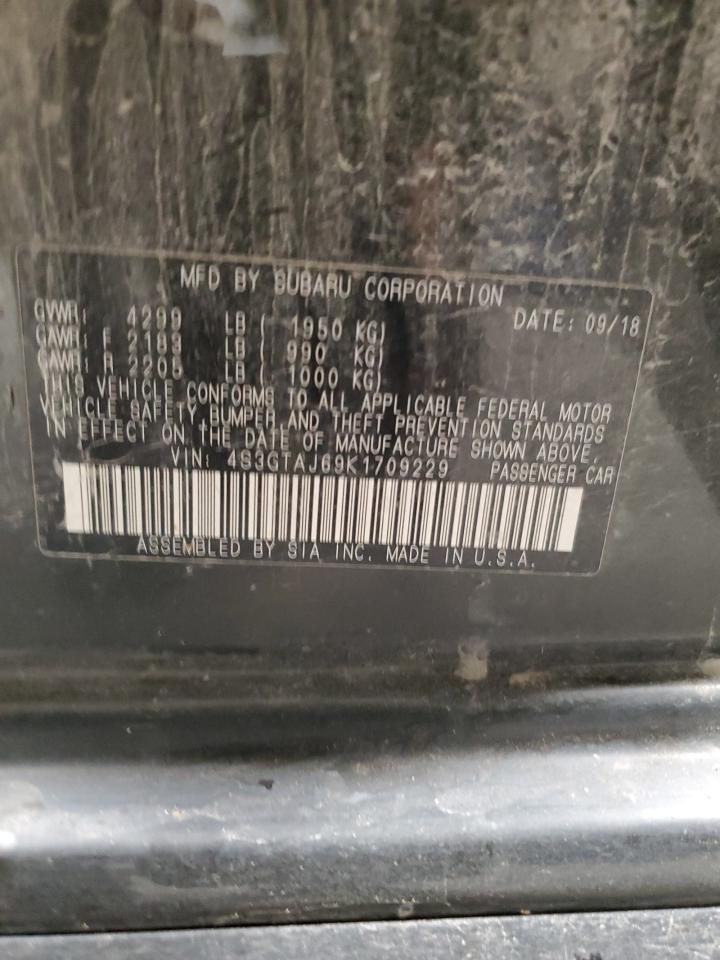 MFD BY SUBARU CORPORATION
DATE: 09/18
GVWR: 4299 LB ( 1950 KG)
GAWR: F 2183 LB ( 990 KG)
GAWR: R 2205 LB ( 1000 KG)
THIS VEHICLE CONFORMS TO ALL APPLICABLE FEDERAL MOTOR
VEHICLE SAFETY, BUMPER AND THEFT PREVENTION STANDARDS
IN EFFECT ON THE DATE OF MANUFACTURE SHOWN ABOVE.
VIN: 4S3GTAJ69K1709229 PASSENGER CAR
ASSEMBLED BY SIA INC. MADE IN U.S.A.